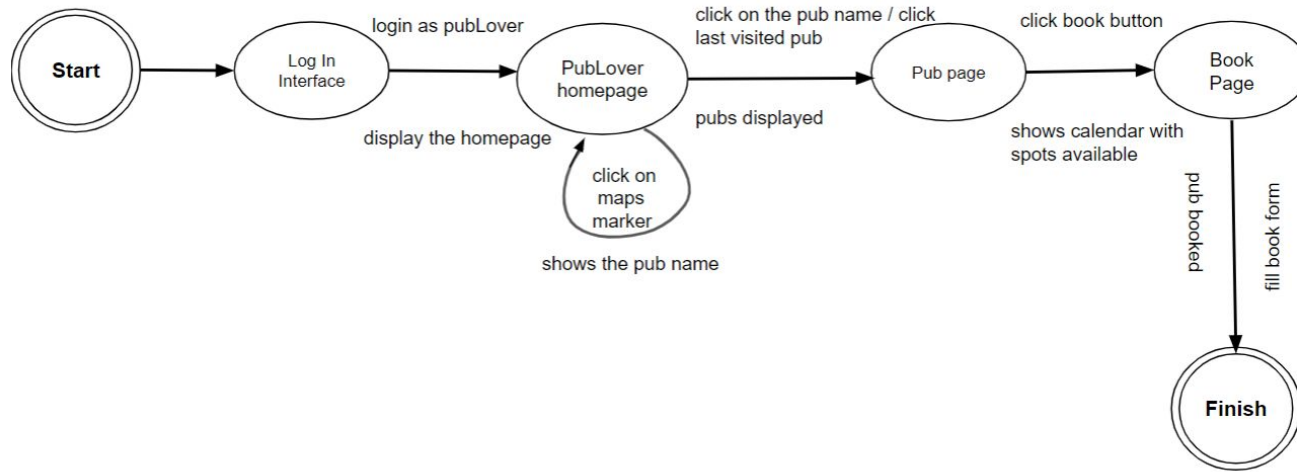 Start
Log In
Interface
login as pubLover
display the homepage
PubLover
homepage
click on
maps
marker
shows the pub name
click on the pub name / click
last visited pub
pubs displayed
Pub page
click book button
shows calendar with
spots available
Book
Page
pub booked
fill book form
Finish